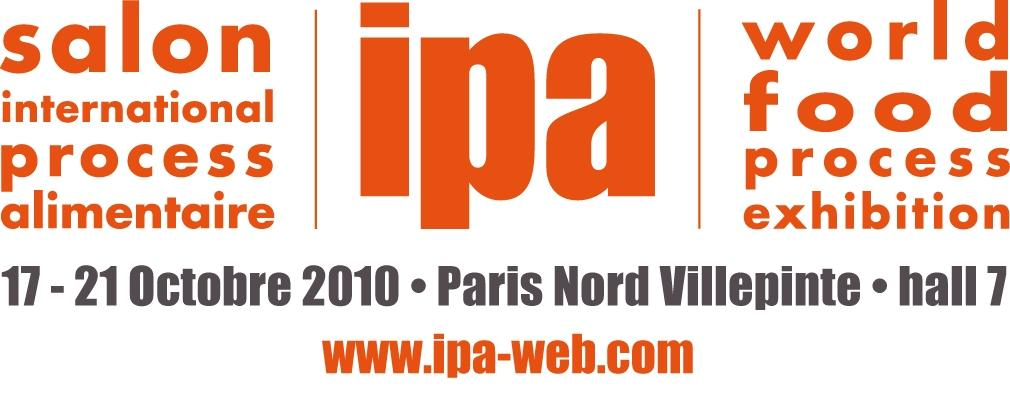 salon
international
process
alimentaire
ipa
world
food
process
exhibition
17 - 21 Octobre 2010 • Paris Nord Villepinte • hall 7
www.ipa-web.com